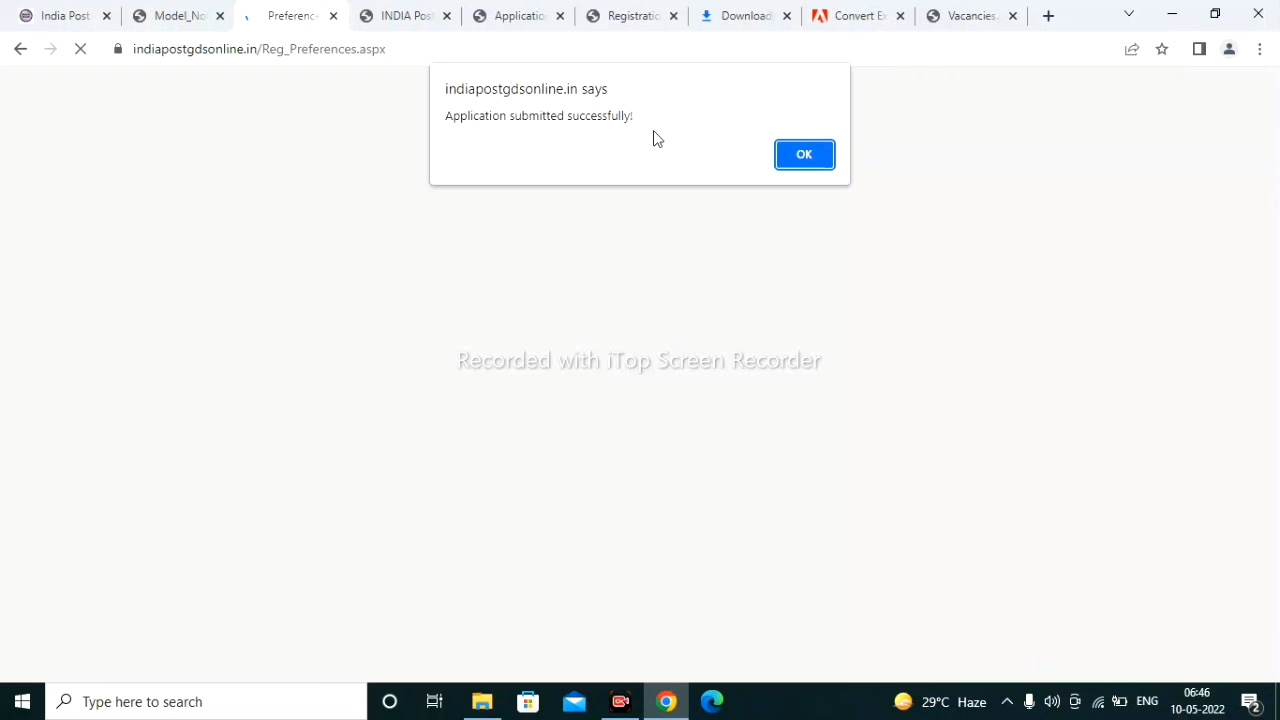 India Post
Model_No
Preferenc
INDIA Pos
Applicatio
Registratio
Download
Convert Ex
Vacancies.
indiapostgdsonline.in/Reg_Preferences.aspx
indiapostgdsonline.in says
Application submitted successfully!
OK
Recorded with iTop Screen Recorder
Type here to search
29°C Haze
ENG
06:46
10-05-2022
2